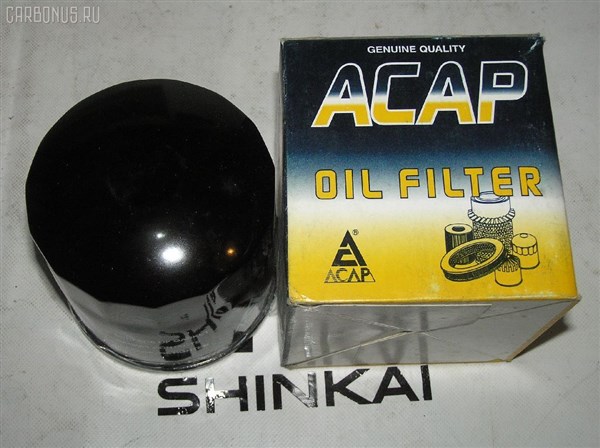 CARBONUS.RU
GENUINE QUALITY
ACAP
OIL FILTER
®
ACAP
SHINKAI